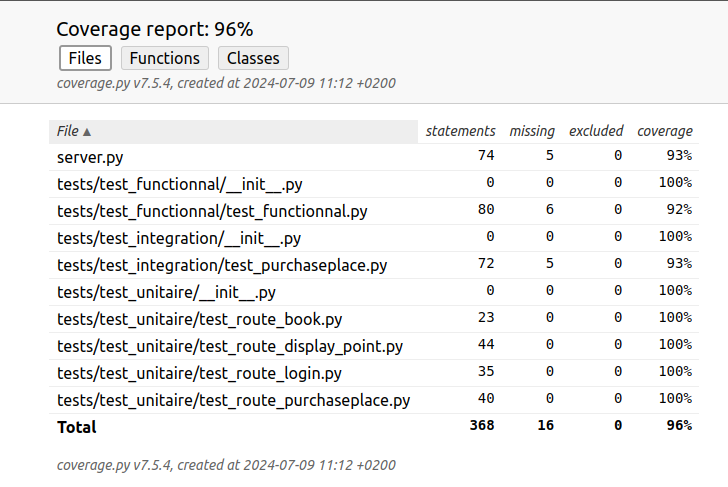 Coverage report: 96%
Files Functions Classes
coverage.py v7.5.4, created at 2024-07-09 11:12 +0200
File ▲ statements missing excluded coverage
server.py 74 5 0 93%
tests/test_functionnal/__init__.py 0 0 0 100%
tests/test_functionnal/test_functionnal.py 80 6 0 92%
tests/test_integration/__init__.py 0 0 0 100%
tests/test_integration/test_purchaseplace.py 72 5 0 93%
tests/test_unitaire/__init__.py 0 0 0 100%
tests/test_unitaire/test_route_book.py 23 0 0 100%
tests/test_unitaire/test_route_display_point.py 44 0 0 100%
tests/test_unitaire/test_route_login.py 35 0 0 100%
tests/test_unitaire/test_route_purchaseplace.py 40 0 0 100%
Total 368 16 0 96%
coverage.py v7.5.4, created at 2024-07-09 11:12 +0200